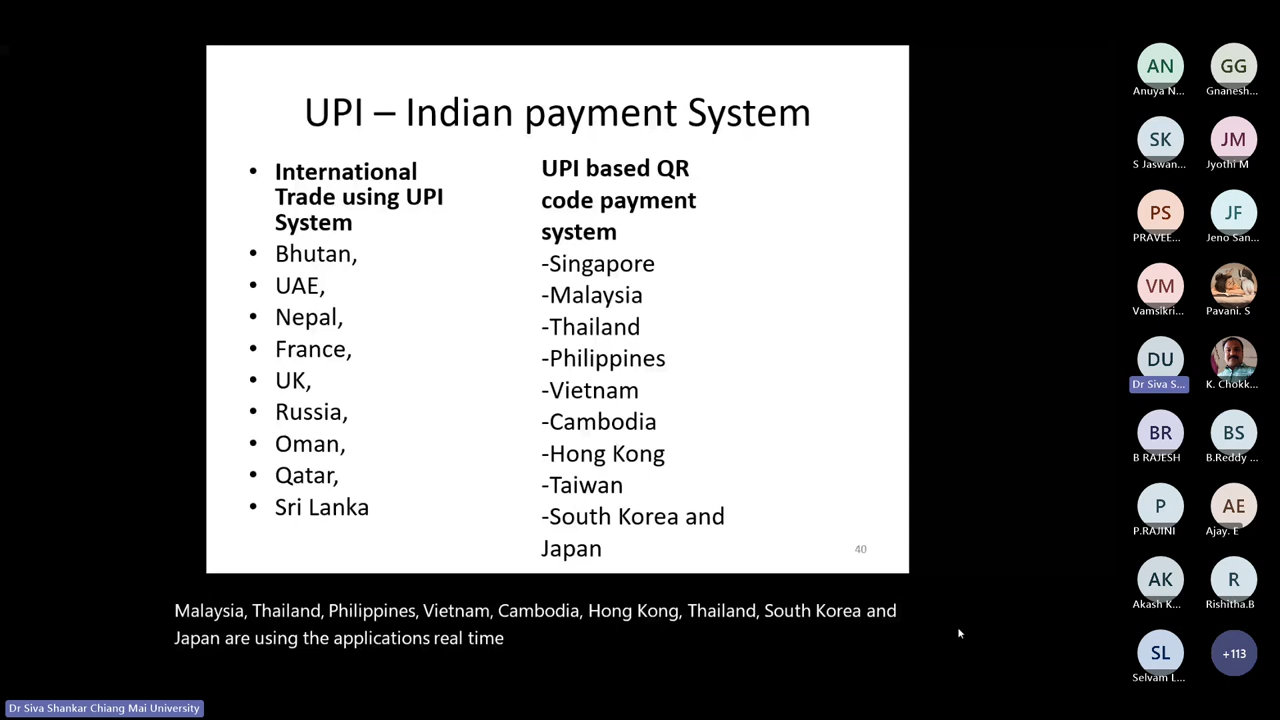 UPI – Indian payment System
• International
Trade using UPI
System
• Bhutan,
• UAE,
• Nepal,
• France,
• UK,
• Russia,
• Oman,
• Qatar,
• Sri Lanka
UPI based QR
code payment
system
-Singapore
-Malaysia
-Thailand
-Philippines
-Vietnam
-Cambodia
-Hong Kong
-Taiwan
-South Korea and
Japan
40
Malaysia, Thailand, Philippines, Vietnam, Cambodia, Hong Kong, Thailand, South Korea and
Japan are using the applications real time
Dr Siva Shankar Chiang Mai University
AN
Anuya N...
GG
Gnanesh...
SK
S Jaswan...
JM
Jyothi M
PS
PRAVEE...
JF
Jeno San...
VM
Vamsikri...
Pavani. S
DU
Dr Siva S...
K. Chokk...
BR
B RAJESH
BS
B.Reddy ...
P
P.RAJINI
AE
Ajay. E
AK
Akash K...
R
Rishitha.B
SL
Selvam L...
+113